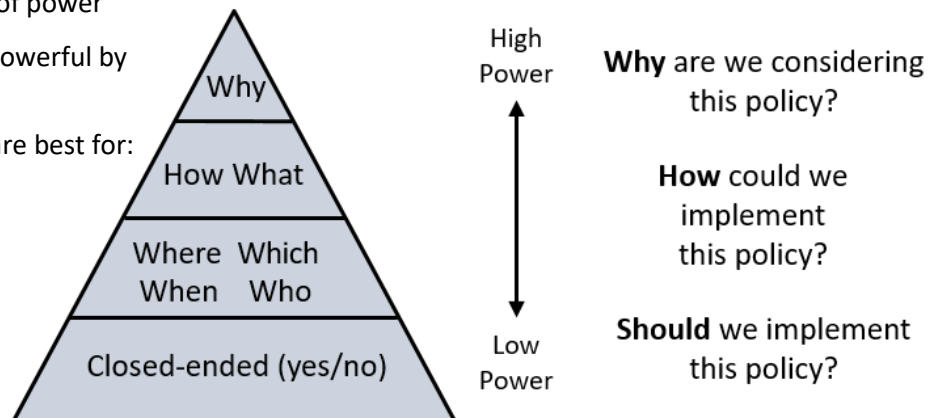 of power
owerful by
are best for:
Why
How What
Where Which
When Who
Closed-ended (yes/no)
High
Power
Low
Power
Why are we considering
this policy?
How could we
implement
this policy?
Should we implement
this policy?